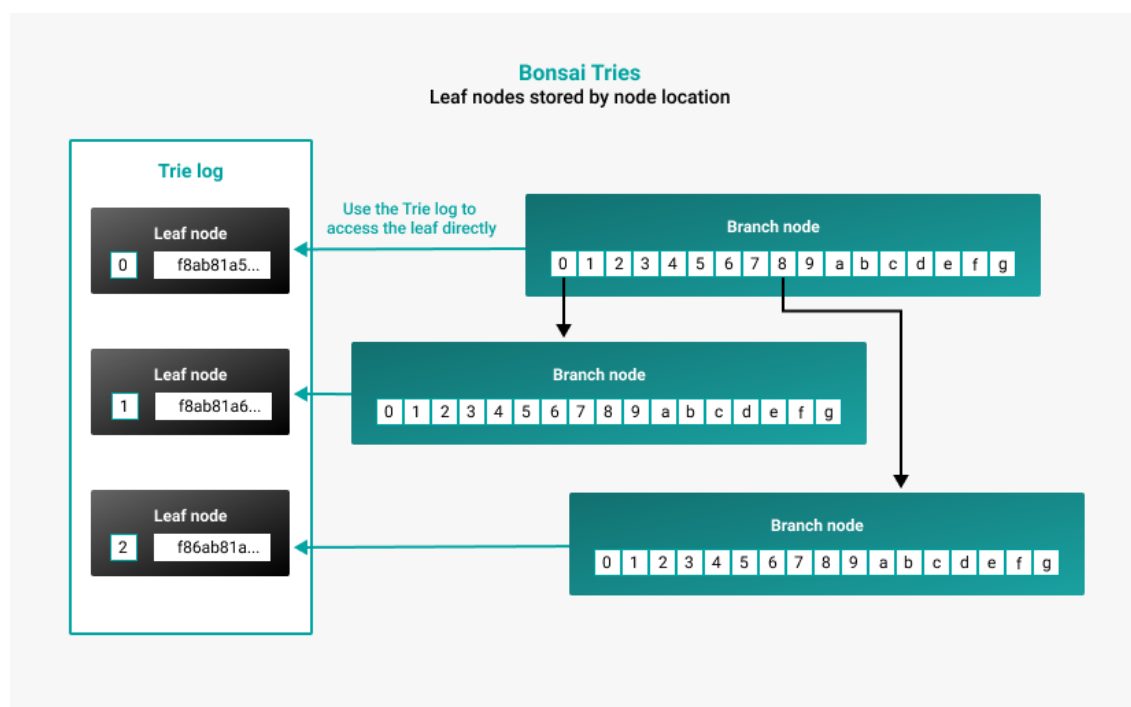 Bonsai Tries
Leaf nodes stored by node location
Trie log
Leaf node
0 f8ab81a5...
Use the Trie log to
access the leaf directly
Branch node
0 1 2 3 4 5 6 7 8 9 a b c d e f g
Leaf node
1 f8ab81a6...
Branch node
0 1 2 3 4 5 6 7 8 9 a b c d e f g
Leaf node
2 f86ab81a...
Branch node
0 1 2 3 4 5 6 7 8 9 a b c d e f g